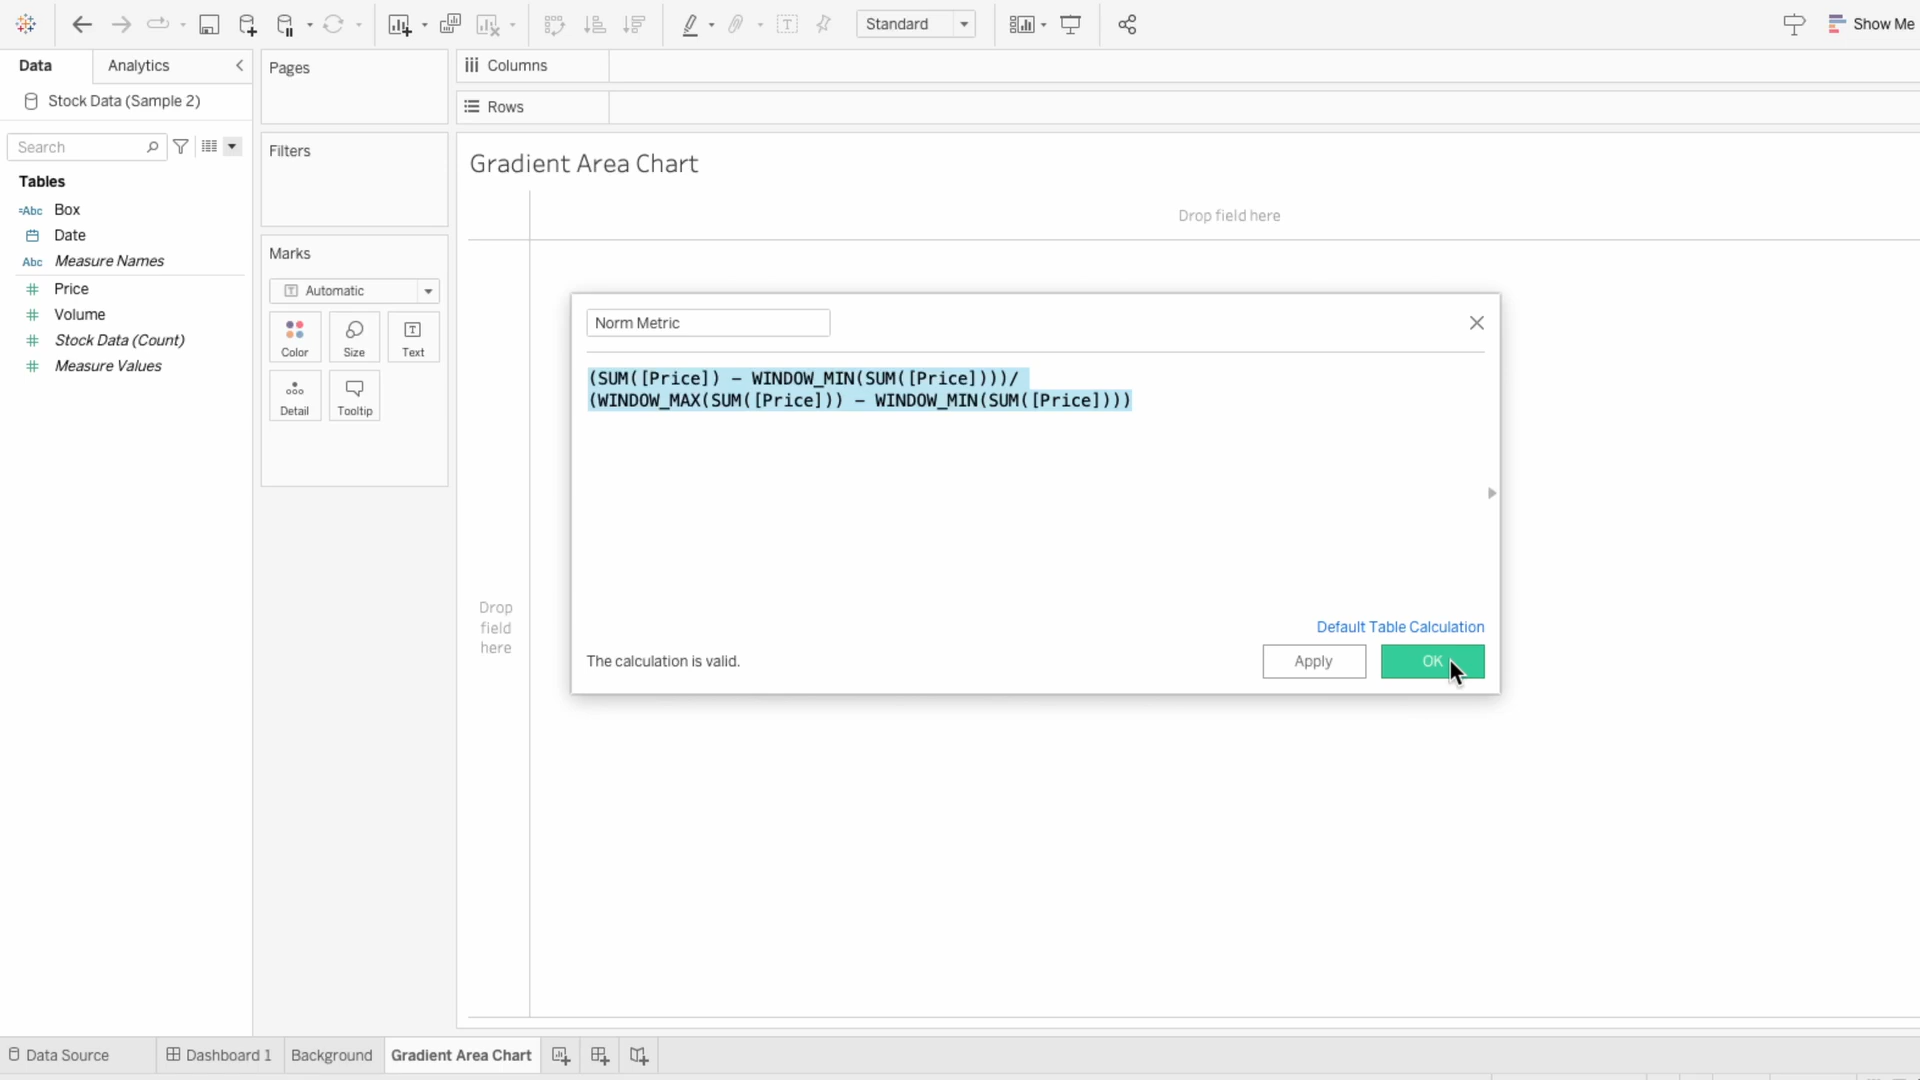 Standard
Show Me
Data
Analytics
Stock Data (Sample 2)
Search
Tables
=Abc Box
Date
Abc Measure Names
Price
Volume
Stock Data (Count)
Measure Values
Pages
Filters
Marks
Automatic
Color
Size
Text
Detail
Tooltip
Columns
Rows
Gradient Area Chart
Drop field here
Drop
field
here
Norm Metric
(SUM([Price]) - WINDOW_MIN(SUM([Price])))/
(WINDOW_MAX(SUM([Price])) - WINDOW_MIN(SUM([Price])))
Default Table Calculation
The calculation is valid.
Apply
OK
Data Source
Dashboard 1
Background
Gradient Area Chart